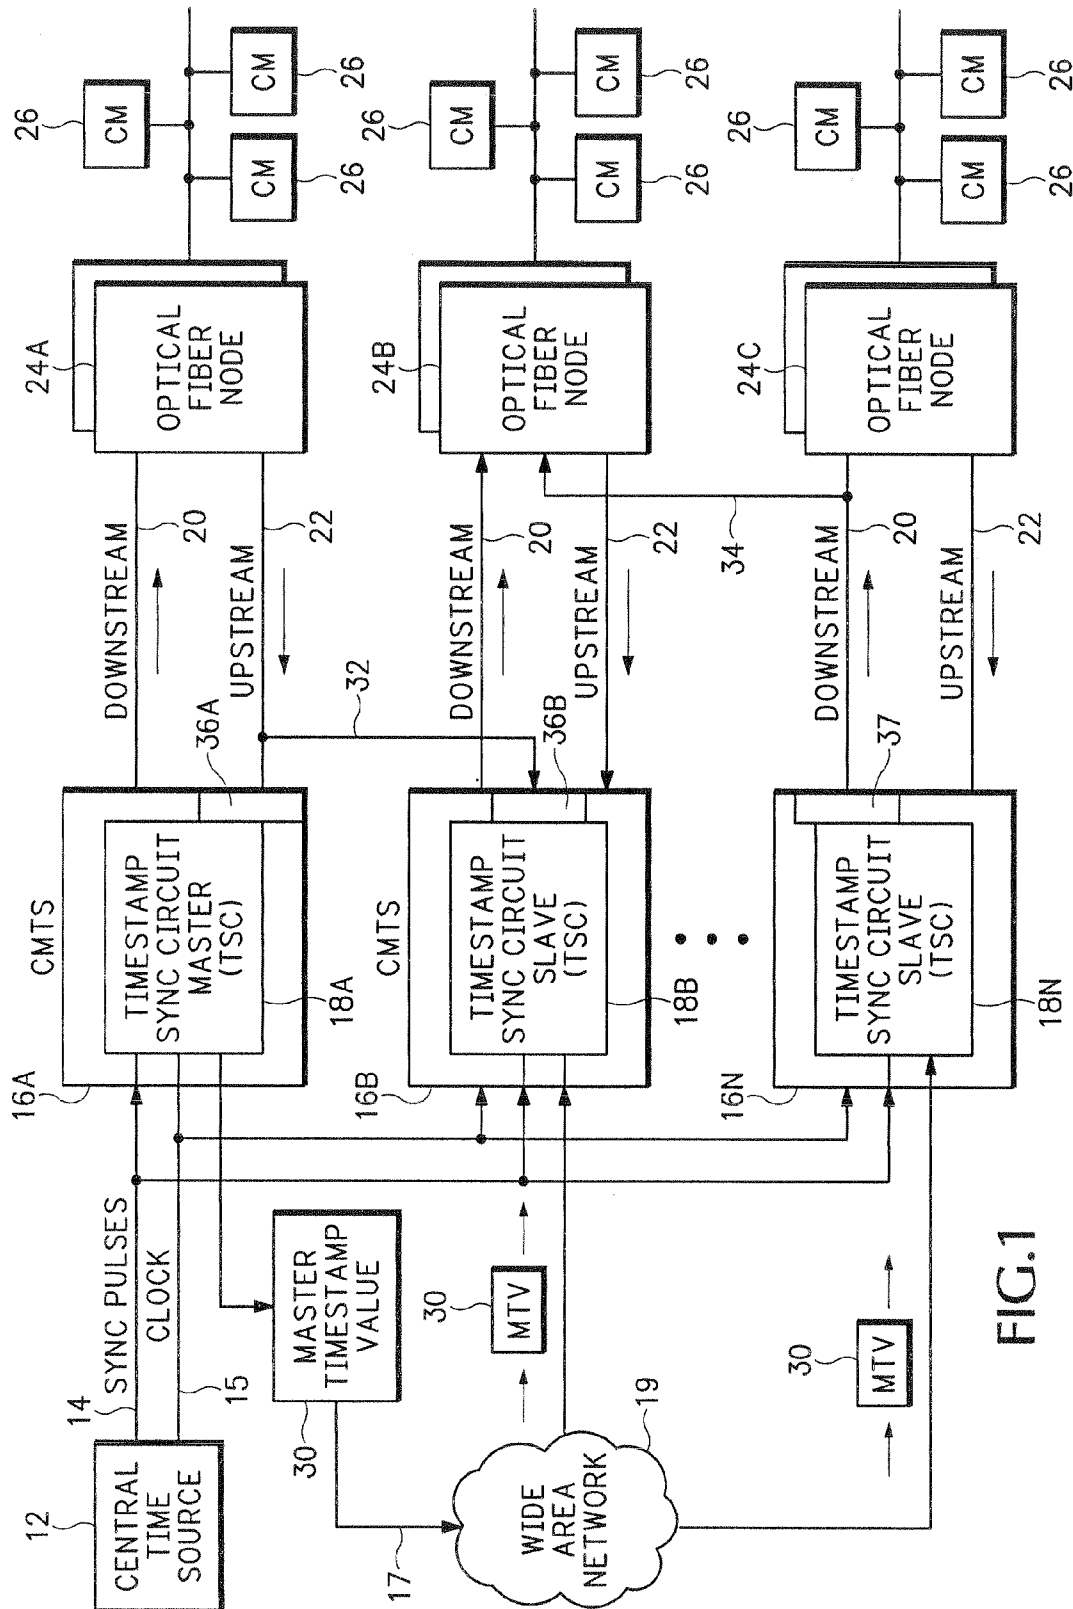 12
CENTRAL
TIME
SOURCE
14
SYNC PULSES
CLOCK
15
16A
CMTS
TIMESTAMP
SYNC CIRCUIT
MASTER
(TSC)
18A
36A
DOWNSTREAM
20
UPSTREAM
22
24A
OPTICAL
FIBER
NODE
26
CM
CM
26
CM
26
MASTER
TIMESTAMP
VALUE
30
32
17
WIDE
AREA
NETWORK
19
30
MTV
16B
CMTS
TIMESTAMP
SYNC CIRCUIT
SLAVE
(TSC)
18B
36B
DOWNSTREAM
20
UPSTREAM
22
24B
OPTICAL
FIBER
NODE
26
CM
CM
26
CM
26
34
30
MTV
16N
TIMESTAMP
SYNC CIRCUIT
SLAVE
(TSC)
18N
37
DOWNSTREAM
20
UPSTREAM
22
24C
OPTICAL
FIBER
NODE
26
CM
CM
26
CM
26
FIG.1